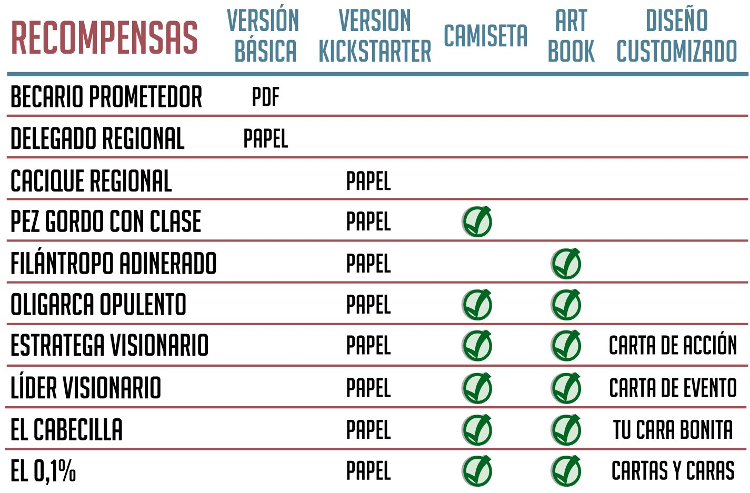 RECOMPENSAS
VERSIÓN
BÁSICA
VERSION
KICKSTARTER
CAMISETA
ART
BOOK
DISEÑO
CUSTOMIZADO
BECARIO PROMETEDOR PDF
DELEGADO REGIONAL PAPEL
CACIQUE REGIONAL PAPEL
PEZ GORDO CON CLASE PAPEL
FILÁNTROPO ADINERADO PAPEL
OLIGARCA OPULENTO PAPEL
ESTRATEGA VISIONARIO PAPEL CARTA DE ACCIÓN
LÍDER VISIONARIO PAPEL CARTA DE EVENTO
EL CABECILLA PAPEL TU CARA BONITA
EL 0,1% PAPEL CARTAS Y CARAS